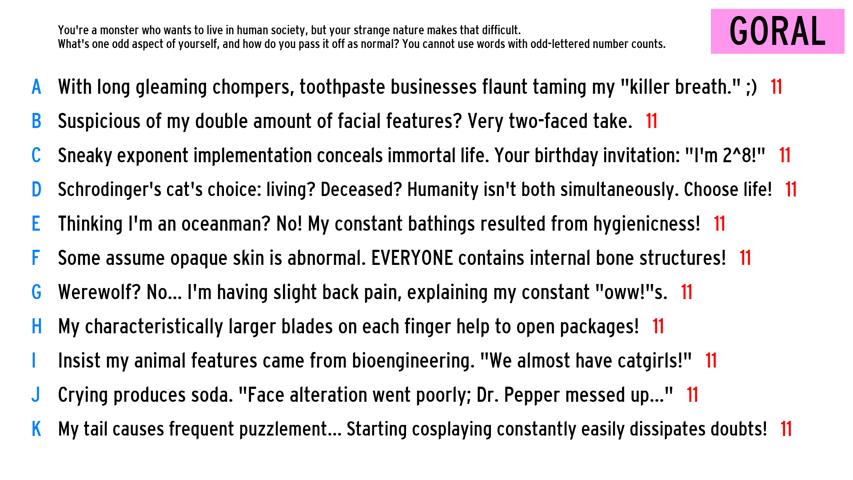 You're a monster who wants to live in human society, but your strange nature makes that difficult.
What's one odd aspect of yourself, and how do you pass it off as normal? You cannot use words with odd-lettered number counts.
GORAL
A With long gleaming chompers, toothpaste businesses flaunt taming my "killer breath." ;) 11
B Suspicious of my double amount of facial features? Very two-faced take. 11
C Sneaky exponent implementation conceals immortal life. Your birthday invitation: "I'm 2^8!" 11
D Schrodinger's cat's choice: living? Deceased? Humanity isn't both simultaneously. Choose life! 11
E Thinking I'm an oceanman? No! My constant bathings resulted from hygienicness! 11
F Some assume opaque skin is abnormal. EVERYONE contains internal bone structures! 11
G Werewolf? No... I'm having slight back pain, explaining my constant "oww!"s. 11
H My characteristically larger blades on each finger help to open packages! 11
I Insist my animal features came from bioengineering. "We almost have catgirls!" 11
J Crying produces soda. "Face alteration went poorly; Dr. Pepper messed up..." 11
K My tail causes frequent puzzlement... Starting cosplaying constantly easily dissipates doubts! 11